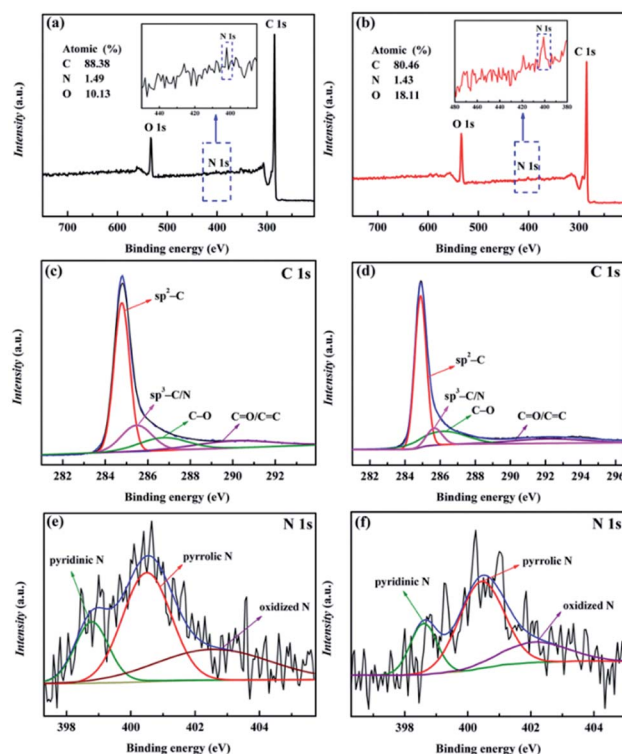 (a)
Atomic (%)
C 88.38
N 1.49
O 10.13
N 1s
440 420 400
C 1s
O 1s
N 1s
Intensity (a.u.)
700 600 500 400 300
Binding energy (eV)
(b)
Atomic (%)
C 80.46
N 1.43
O 18.11
N 1s
480 460 440 420 400 380
C 1s
O 1s
N 1s
Intensity (a.u.)
700 600 500 400 300
Binding energy (eV)
(c)
C 1s
sp²–C
sp³–C/N
C–O
C=O/C=C
Intensity (a.u.)
282 284 286 288 290 292
Binding energy (eV)
(d)
C 1s
sp²–C
sp³–C/N
C–O
C=O/C=C
Intensity (a.u.)
282 284 286 288 290 292 294 296
Binding energy (eV)
(e)
N 1s
pyridinic N
pyrrolic N
oxidized N
Intensity (a.u.)
398 400 402 404
Binding energy (eV)
(f)
N 1s
pyridinic N
pyrrolic N
oxidized N
Intensity (a.u.)
398 400 402 404
Binding energy (eV)